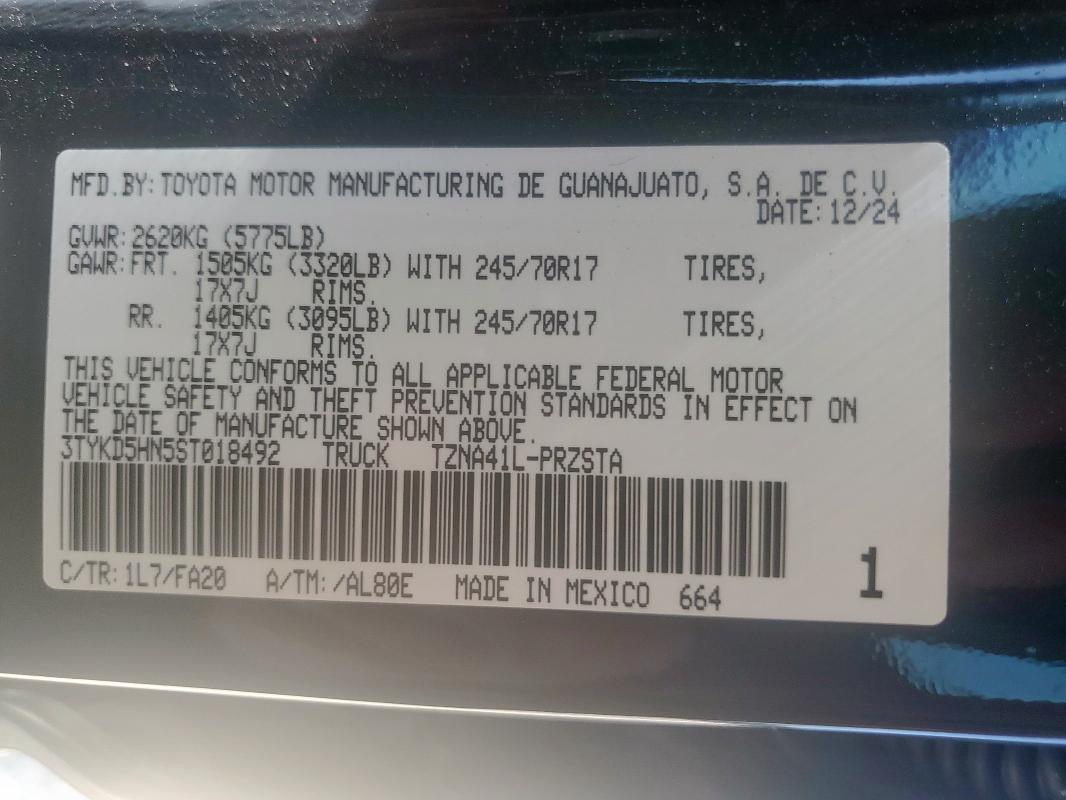 MFD.BY: TOYOTA MOTOR MANUFACTURING DE GUANAJUATO, S.A. DE C.V.
DATE: 12/24
GVWR: 2620KG (5775LB)
GAWR: FRT. 1505KG (3320LB) WITH 245/70R17 TIRES,
17X7J RIMS.
RR. 1405KG (3095LB) WITH 245/70R17 TIRES,
17X7J RIMS.
THIS VEHICLE CONFORMS TO ALL APPLICABLE FEDERAL MOTOR
VEHICLE SAFETY AND THEFT PREVENTION STANDARDS IN EFFECT ON
THE DATE OF MANUFACTURE SHOWN ABOVE.
3TYKD5HN5ST018492 TRUCK TZNA41L-PRZSTA
C/TR: 1L7/FA20 A/TM: /AL80E MADE IN MEXICO 664
1